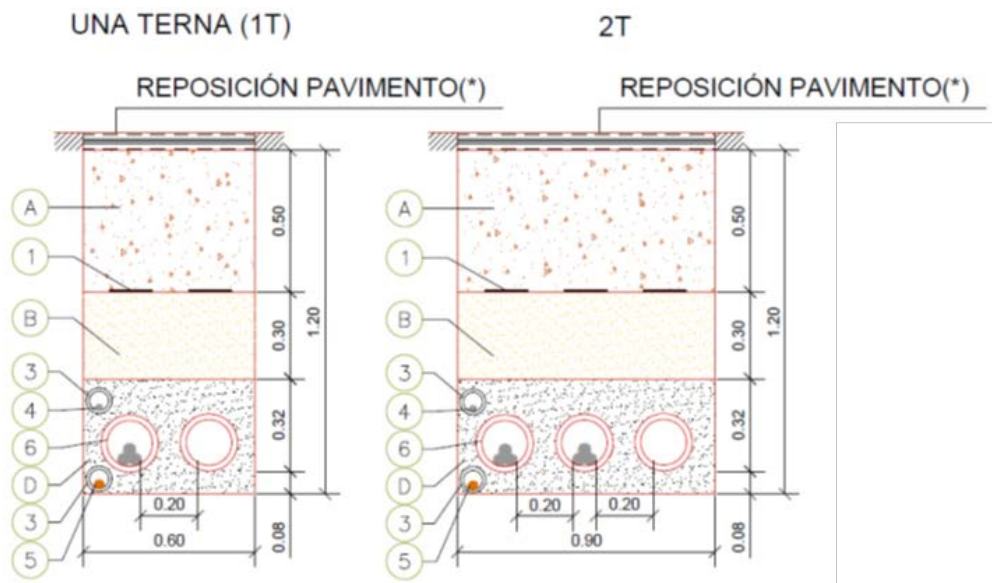 UNA TERNA (1T)
2T
REPOSICIÓN PAVIMENTO(*)
REPOSICIÓN PAVIMENTO(*)
A
1
B
3
4
6
D
3
5
0.50
0.30
0.32
0.08
1.20
0.20
0.60
A
1
B
3
4
6
D
3
5
0.50
0.30
0.32
0.08
1.20
0.20
0.20
0.90